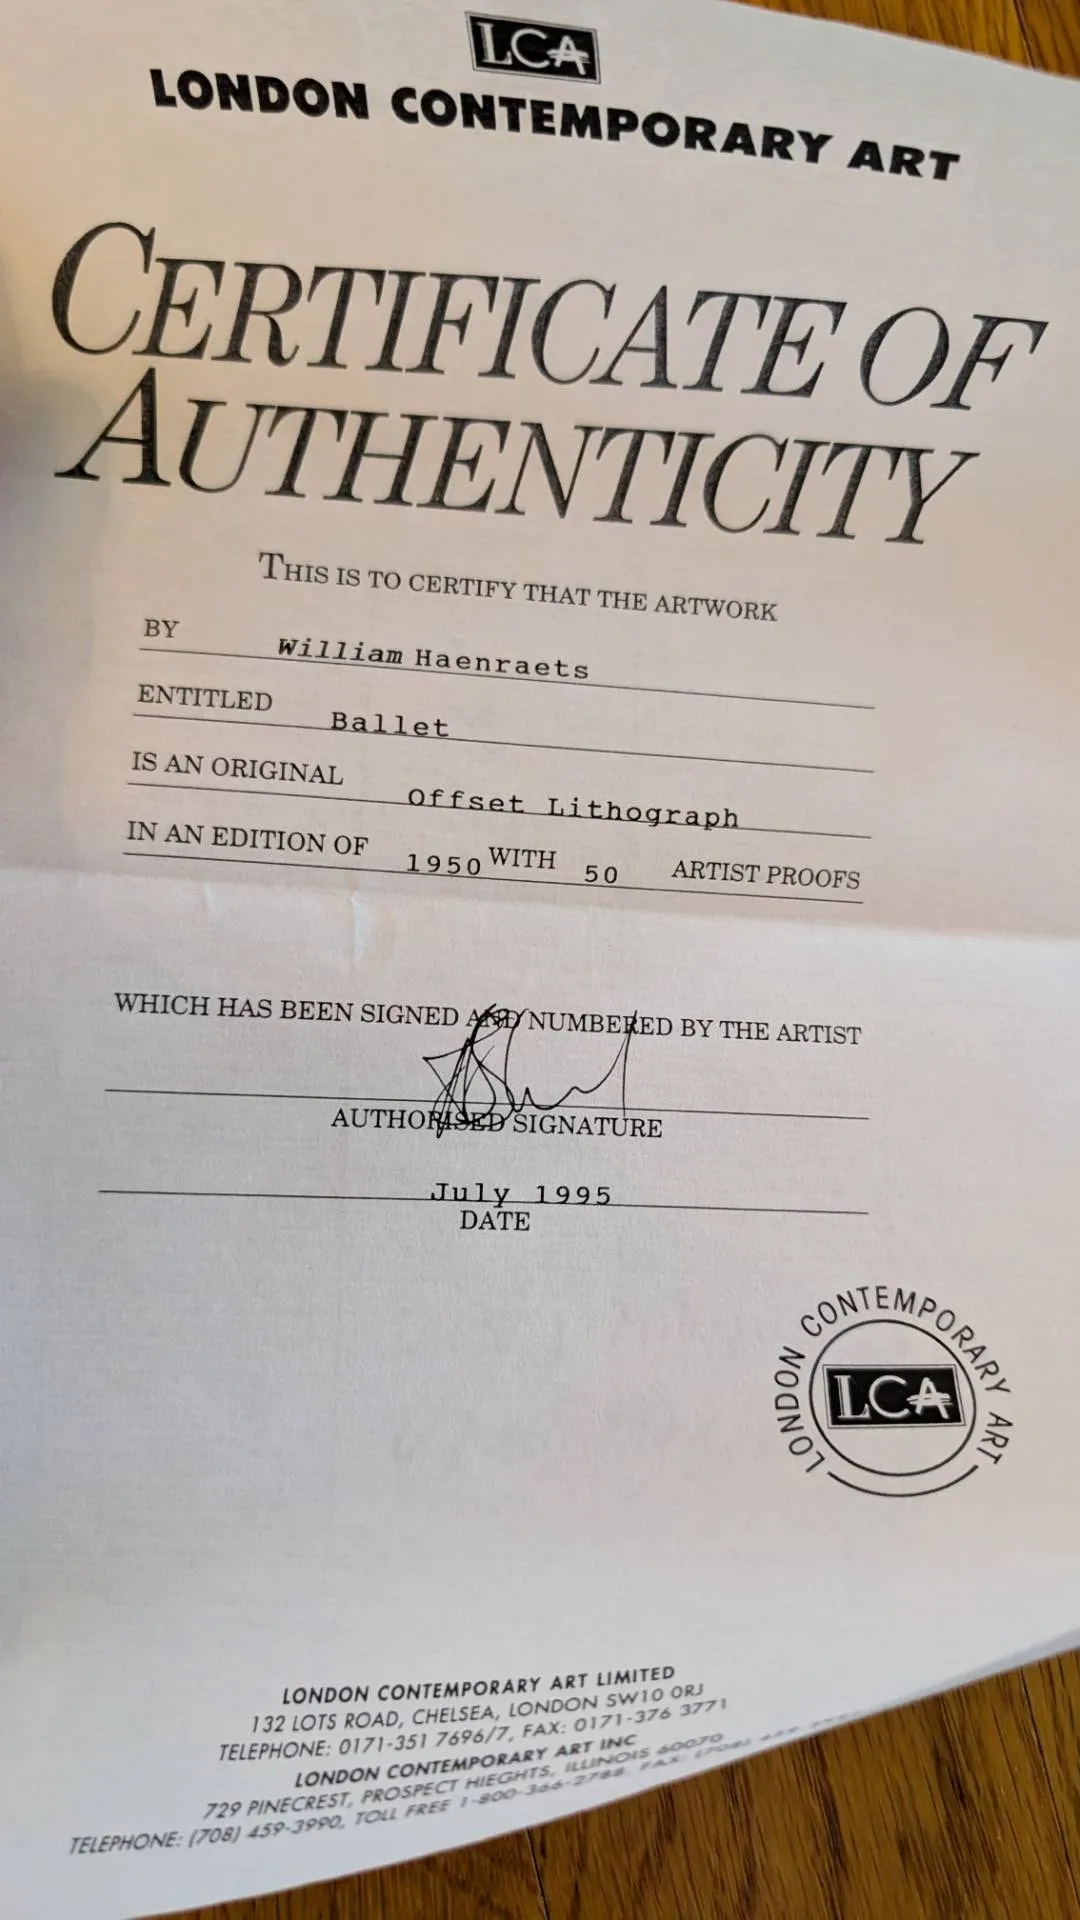 LCA
LONDON CONTEMPORARY ART
CERTIFICATE OF
AUTHENTICITY
THIS IS TO CERTIFY THAT THE ARTWORK
BY William Haenraets
ENTITLED Ballet
IS AN ORIGINAL Offset Lithograph
IN AN EDITION OF 1950 WITH 50 ARTIST PROOFS
WHICH HAS BEEN SIGNED AND NUMBERED BY THE ARTIST
AUTHORISED SIGNATURE
July 1995
DATE
LONDON CONTEMPORARY ART
LCA
LONDON CONTEMPORARY ART LIMITED
132 LOTS ROAD, CHELSEA, LONDON SW10 0RJ
TELEPHONE: 0171-351 7696/7, FAX: 0171-376 3771
LONDON CONTEMPORARY ART INC
729 PINECREST, PROSPECT HIEGHTS, ILLINOIS 60070
TELEPHONE: (708) 459-3990, TOLL FREE 1-800-366-2788, FAX: (708)